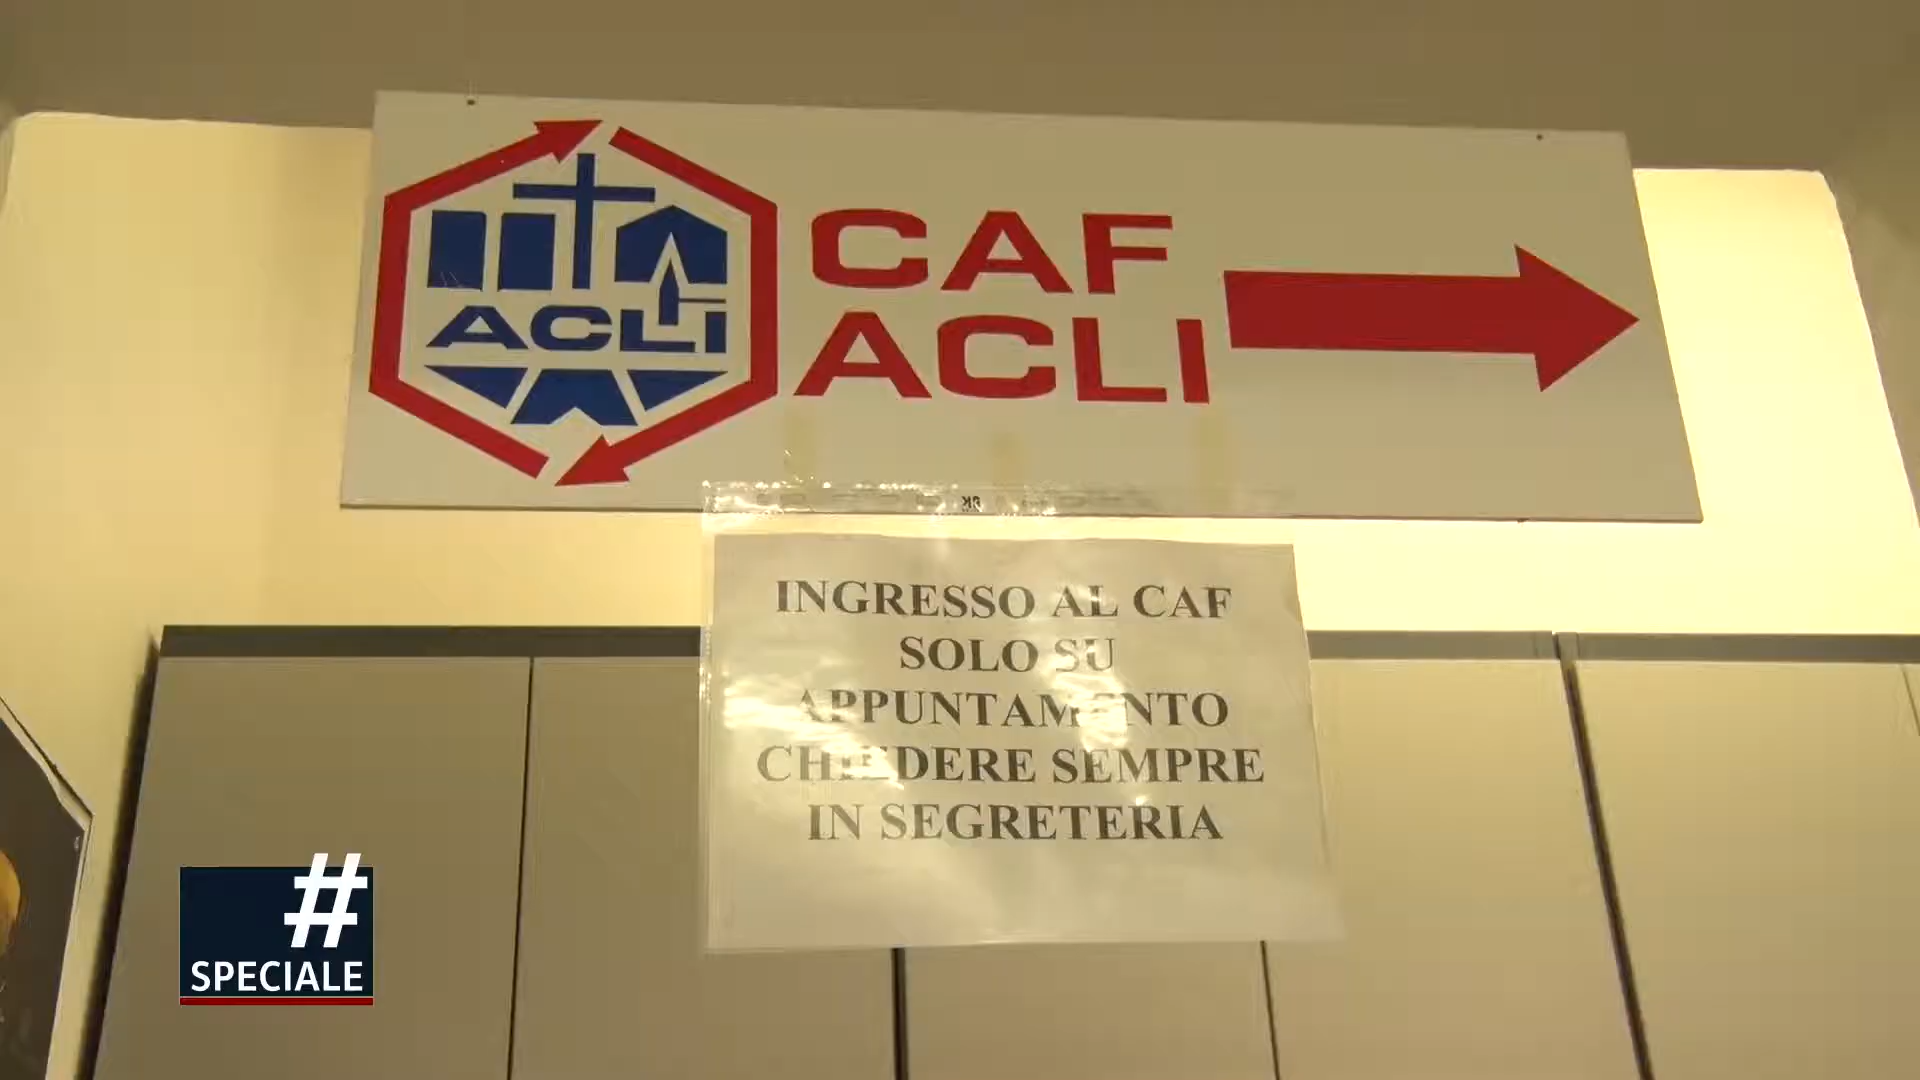 ACLI
CAF
ACLI
INGRESSO AL CAF
SOLO SU
APPUNTAMENTO
CHIEDERE SEMPRE
IN SEGRETERIA
#
SPECIALE